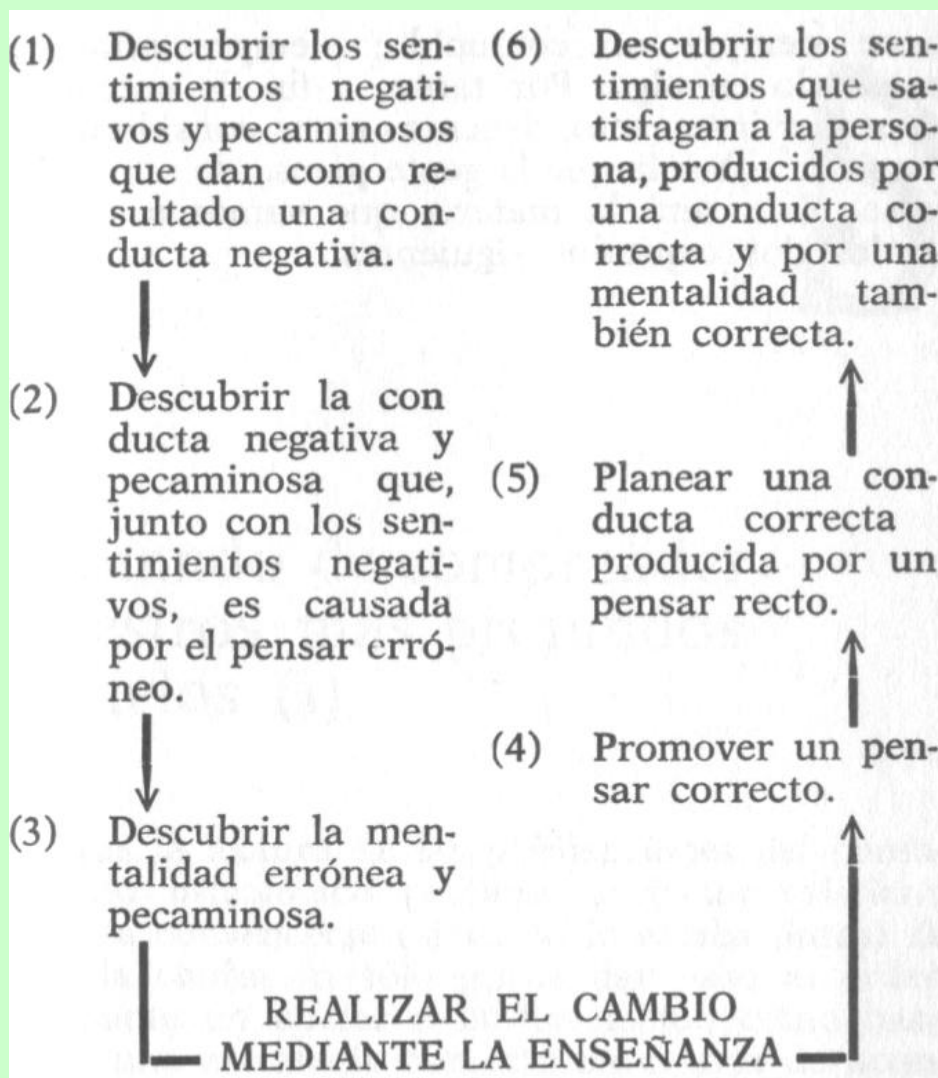 (1) Descubrir los sen-
timientos negati-
vos y pecaminosos
que dan como re-
sultado una con-
ducta negativa.
(2) Descubrir la con
ducta negativa y
pecaminosa que,
junto con los sen-
timientos negati-
vos, es causada
por el pensar erró-
neo.
(3) Descubrir la men-
talidad errónea y
pecaminosa.
REALIZAR EL CAMBIO
MEDIANTE LA ENSEÑANZA
(4) Promover un pen-
sar correcto.
(5) Planear una con-
ducta correcta
producida por un
pensar recto.
(6) Descubrir los sen-
timientos que sa-
tisfagan a la perso-
na, producidos por
una conducta co-
rrecta y por una
mentalidad tam-
bién correcta.